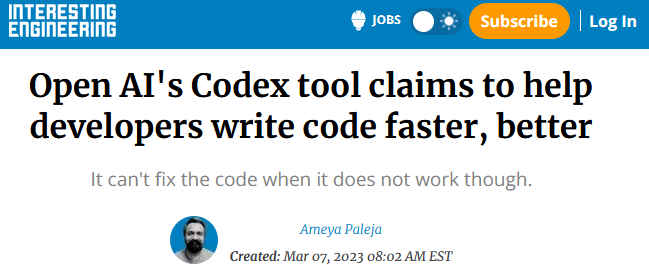 INTERESTING
ENGINEERING
JOBS
Subscribe
Log In
Open AI's Codex tool claims to help
developers write code faster, better
It can't fix the code when it does not work though.
Ameya Paleja
Created: Mar 07, 2023 08:02 AM EST